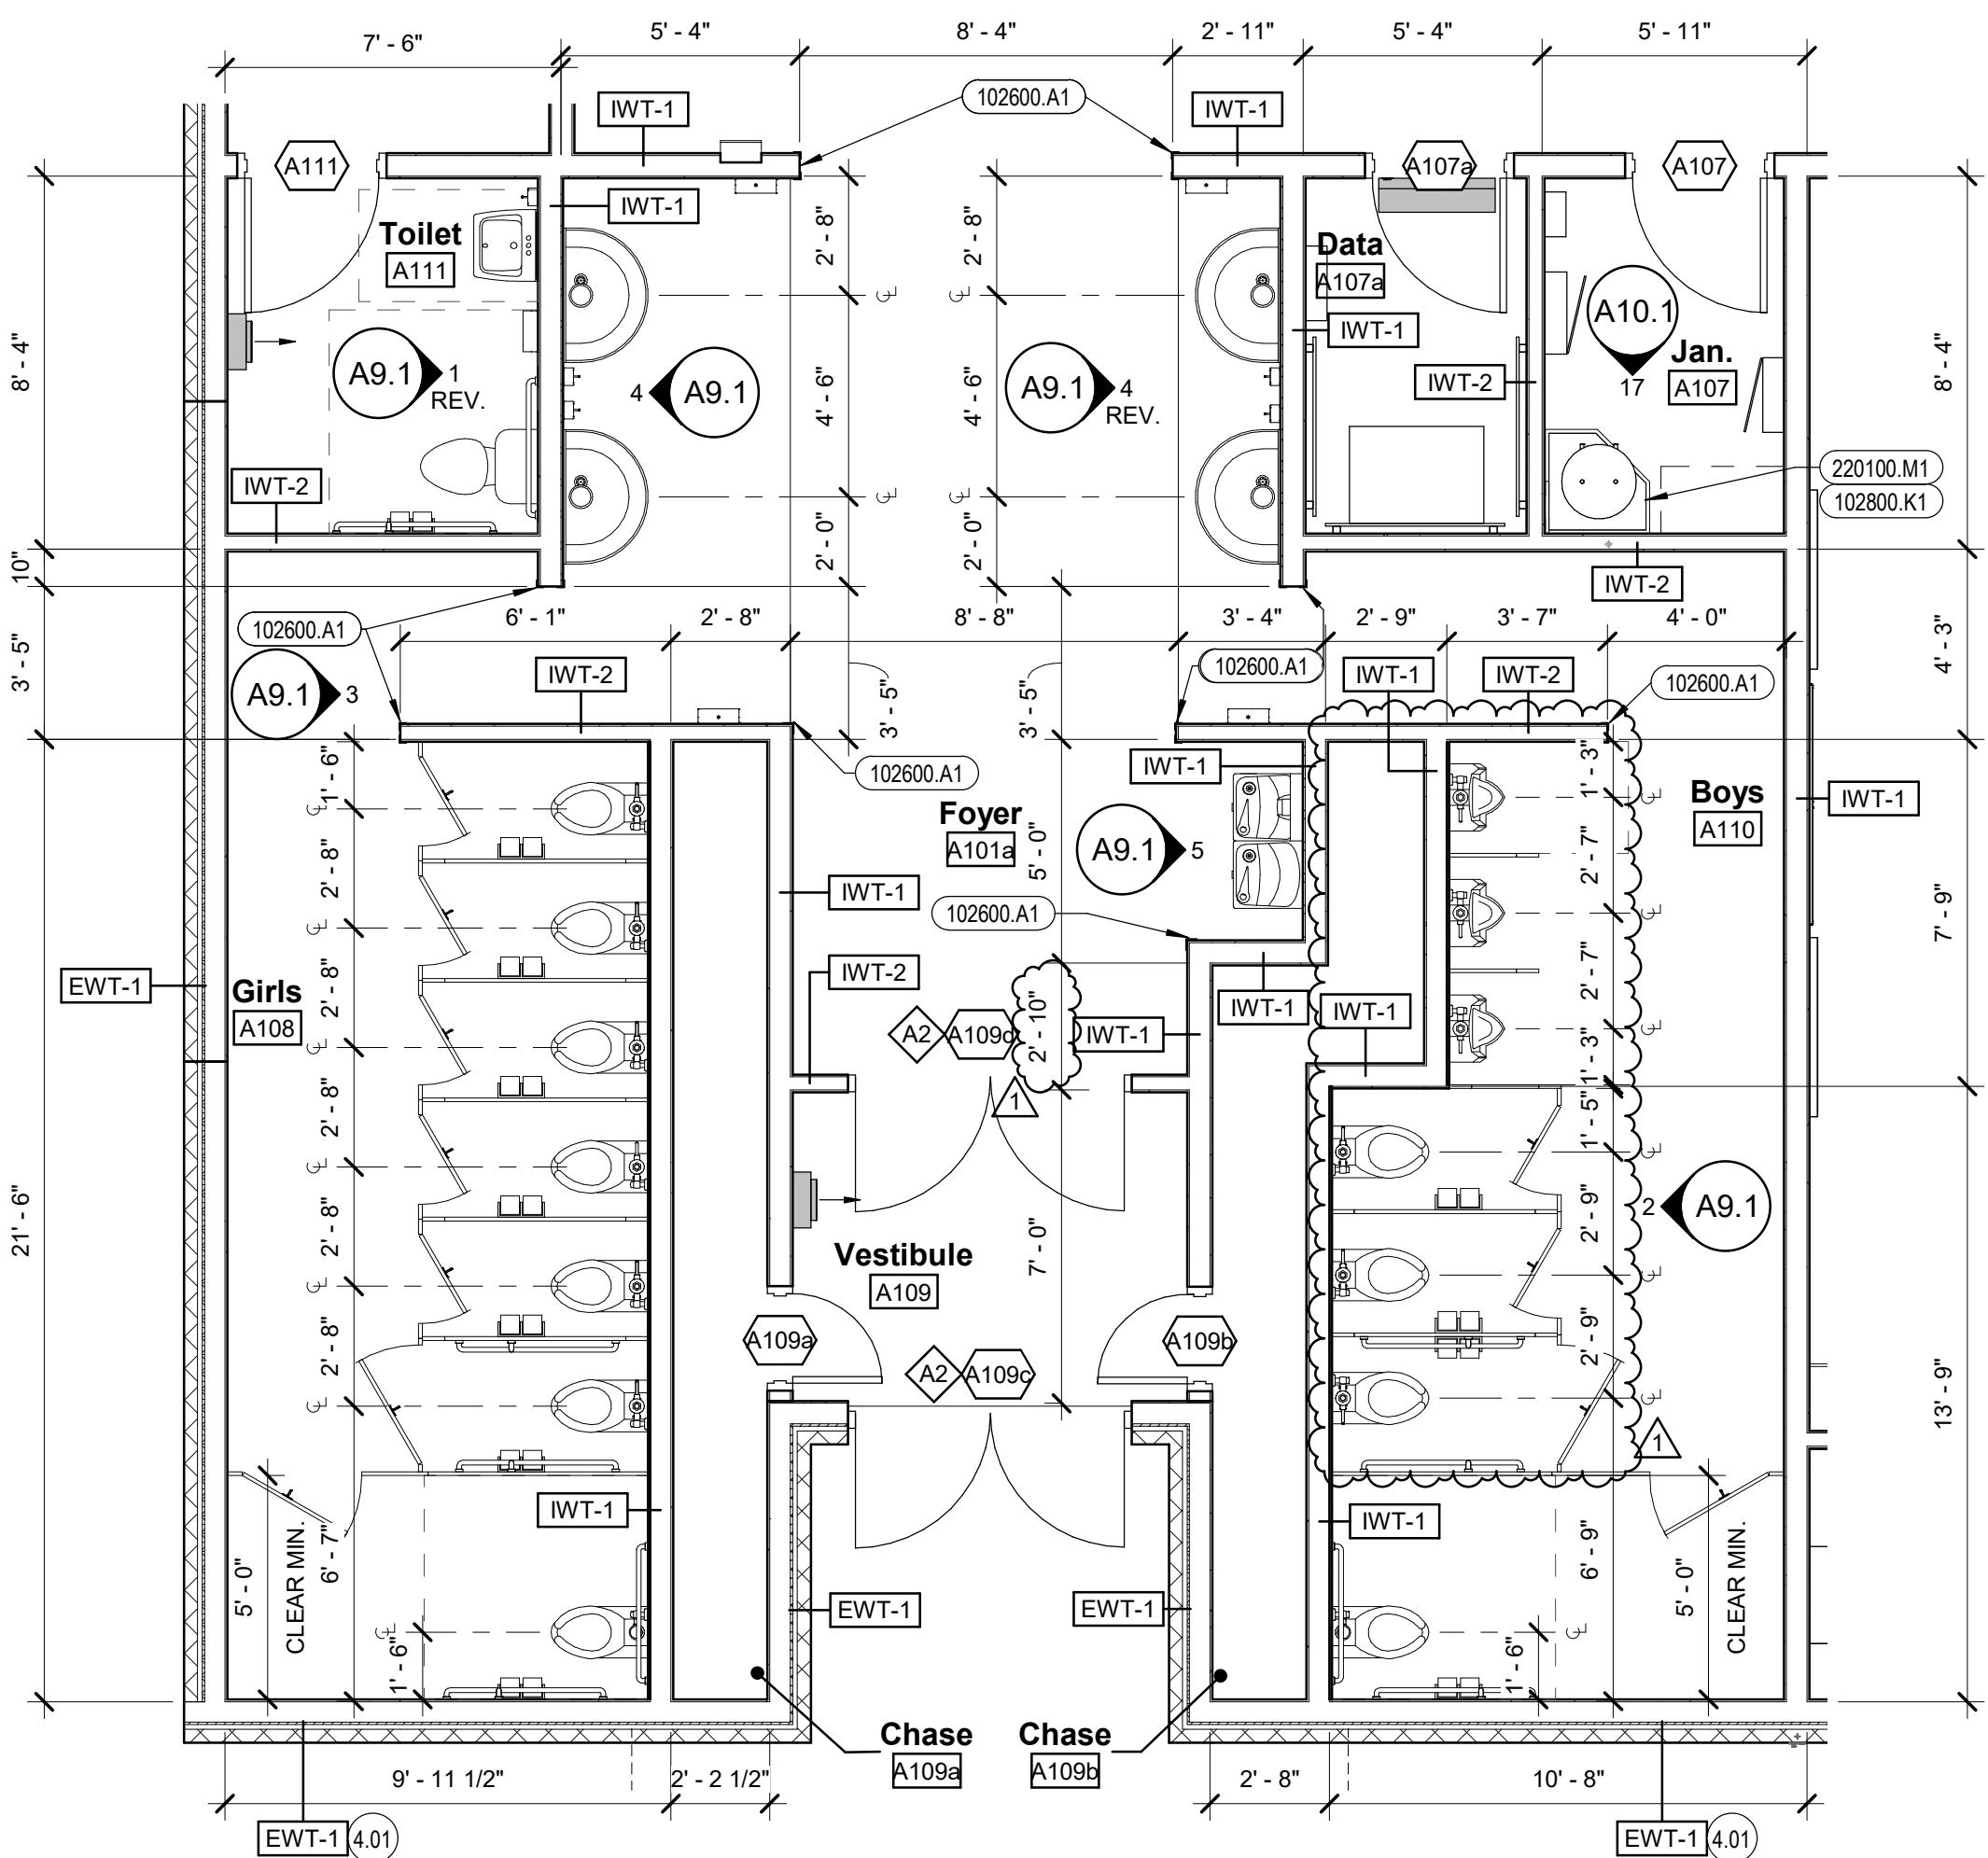 7' - 6"
5' - 4"
8' - 4"
2' - 11"
5' - 4"
5' - 11"
IWT-1
102600.A1
IWT-1
A111
A107a
A107
IWT-1
Toilet
A111
2' - 8"
2' - 8"
Data
A107a
A10.1
17
Jan.
A107
IWT-1
8' - 4"
A9.1
1
REV.
4
A9.1
4' - 6"
4' - 6"
A9.1
4
REV.
IWT-2
8' - 4"
IWT-2
220100.M1
102800.K1
2' - 0"
2' - 0"
10"
IWT-2
102600.A1
6' - 1"
2' - 8"
8' - 8"
3' - 4"
2' - 9"
3' - 7"
4' - 0"
3' - 5"
4' - 3"
A9.1
3
IWT-2
3' - 5"
3' - 5"
102600.A1
IWT-1
IWT-2
102600.A1
1' - 6"
102600.A1
IWT-1
1' - 3"
Foyer
A101a
A9.1
5
Boys
A110
IWT-1
2' - 8"
5' - 0"
2' - 7"
IWT-1
102600.A1
7' - 9"
EWT-1
Girls
A108
2' - 8"
IWT-2
2' - 7"
A2
A109d
2' - 10"
1
IWT-1
IWT-1
IWT-1
1' - 3"
2' - 8"
1' - 5"
21' - 6"
2' - 8"
7' - 0"
2' - 9"
2
A9.1
Vestibule
A109
2' - 8"
A109a
A109b
A2
A109c
2' - 9"
13' - 9"
1
IWT-1
IWT-1
5' - 0"
CLEAR MIN.
6' - 7"
1' - 6"
EWT-1
EWT-1
1' - 6"
6' - 9"
5' - 0"
CLEAR MIN.
Chase
A109a
Chase
A109b
9' - 11 1/2"
2' - 2 1/2"
2' - 8"
10' - 8"
EWT-1
4.01
EWT-1
4.01